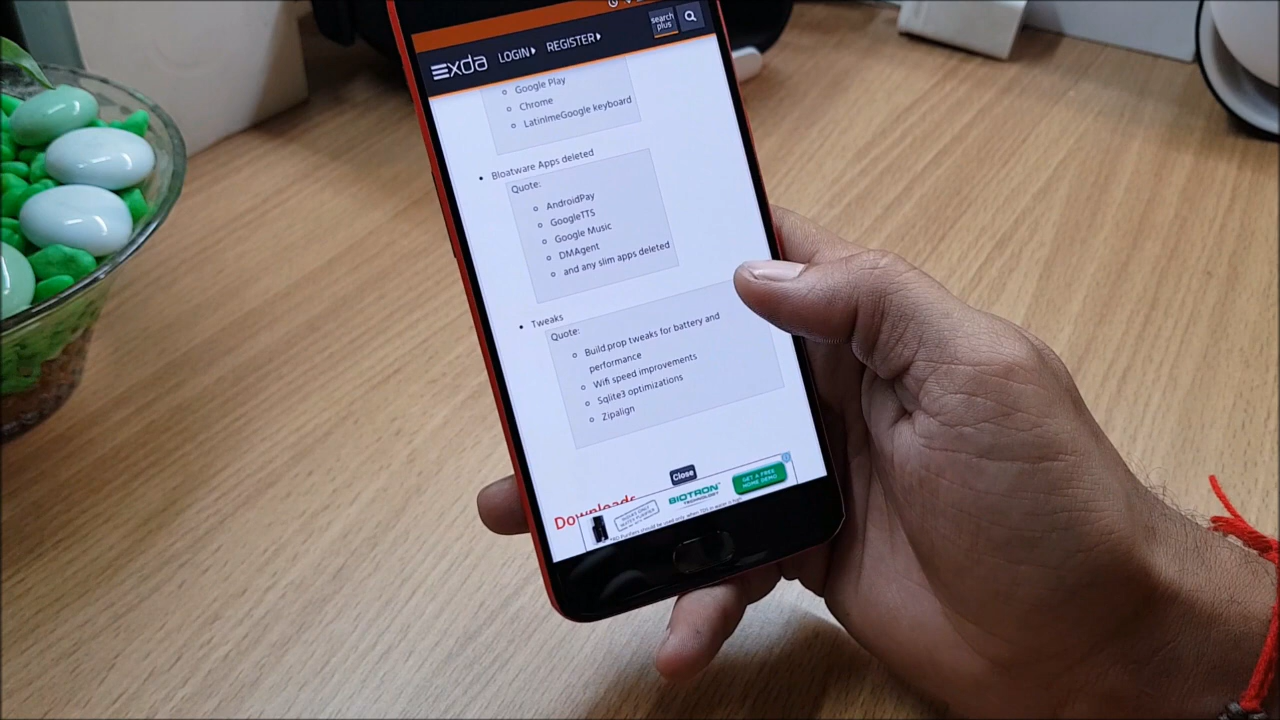 xda LOGIN REGISTER search plus
Google Play
Chrome
LatinImeGoogle keyboard
Bloatware Apps deleted
Quote:
AndroidPay
GoogleTTS
Google Music
DMAgent
and any slim apps deleted
Tweaks
Quote:
Build.prop tweaks for battery and
performance
Wifi speed improvements
Sqlite3 optimizations
Zipalign
Close
Downloads
BIOTRON
TECHNOLOGY
GET A FREE
HOME DEMO